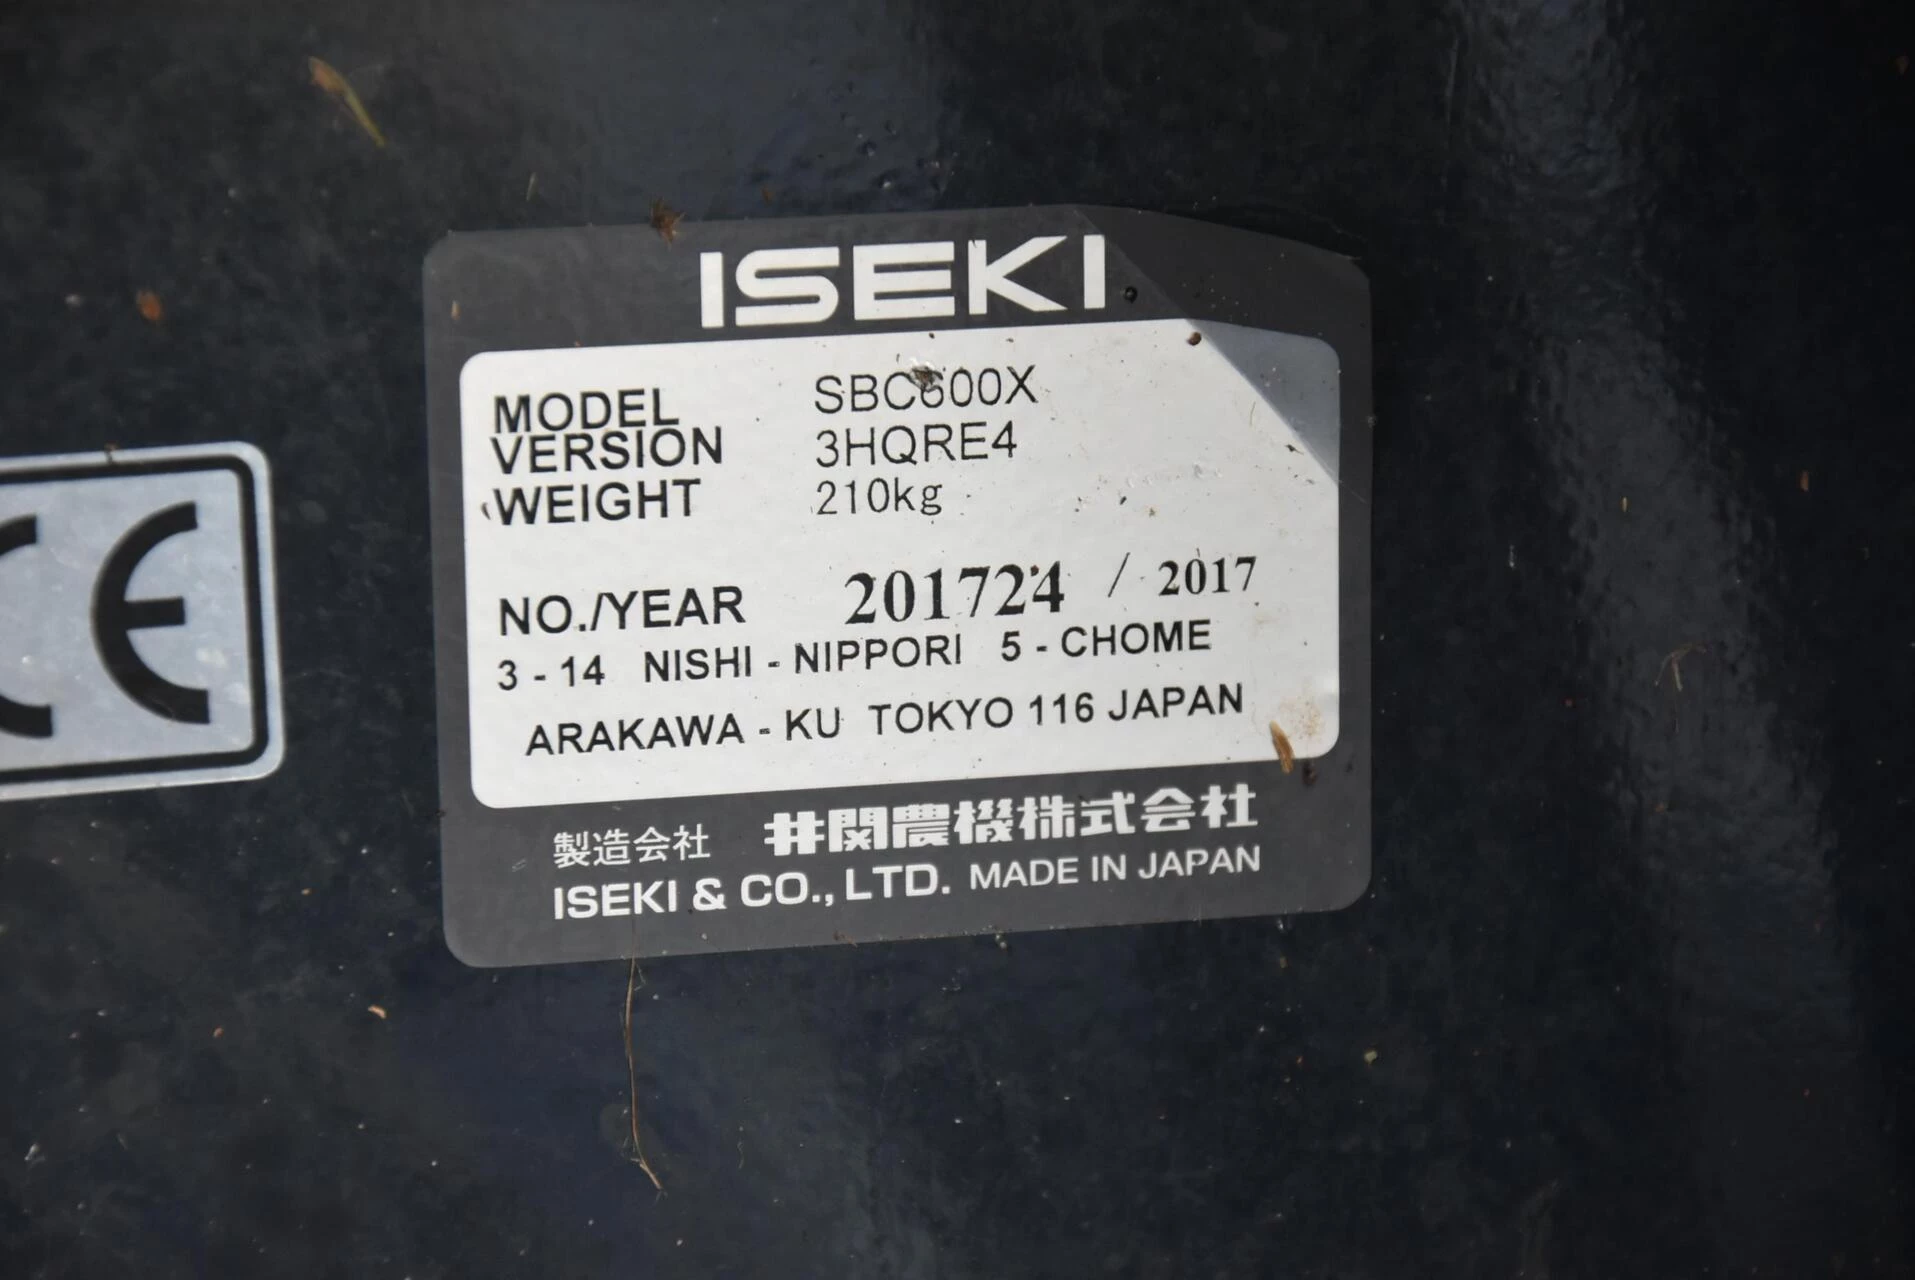 ISEKI
MODEL SBC600X
VERSION 3HQRE4
WEIGHT 210kg
NO./YEAR 201724 / 2017
3 - 14 NISHI - NIPPORI 5 - CHOME
ARAKAWA - KU TOKYO 116 JAPAN
製造会社 井関農機株式会社
ISEKI & CO., LTD. MADE IN JAPAN
CE